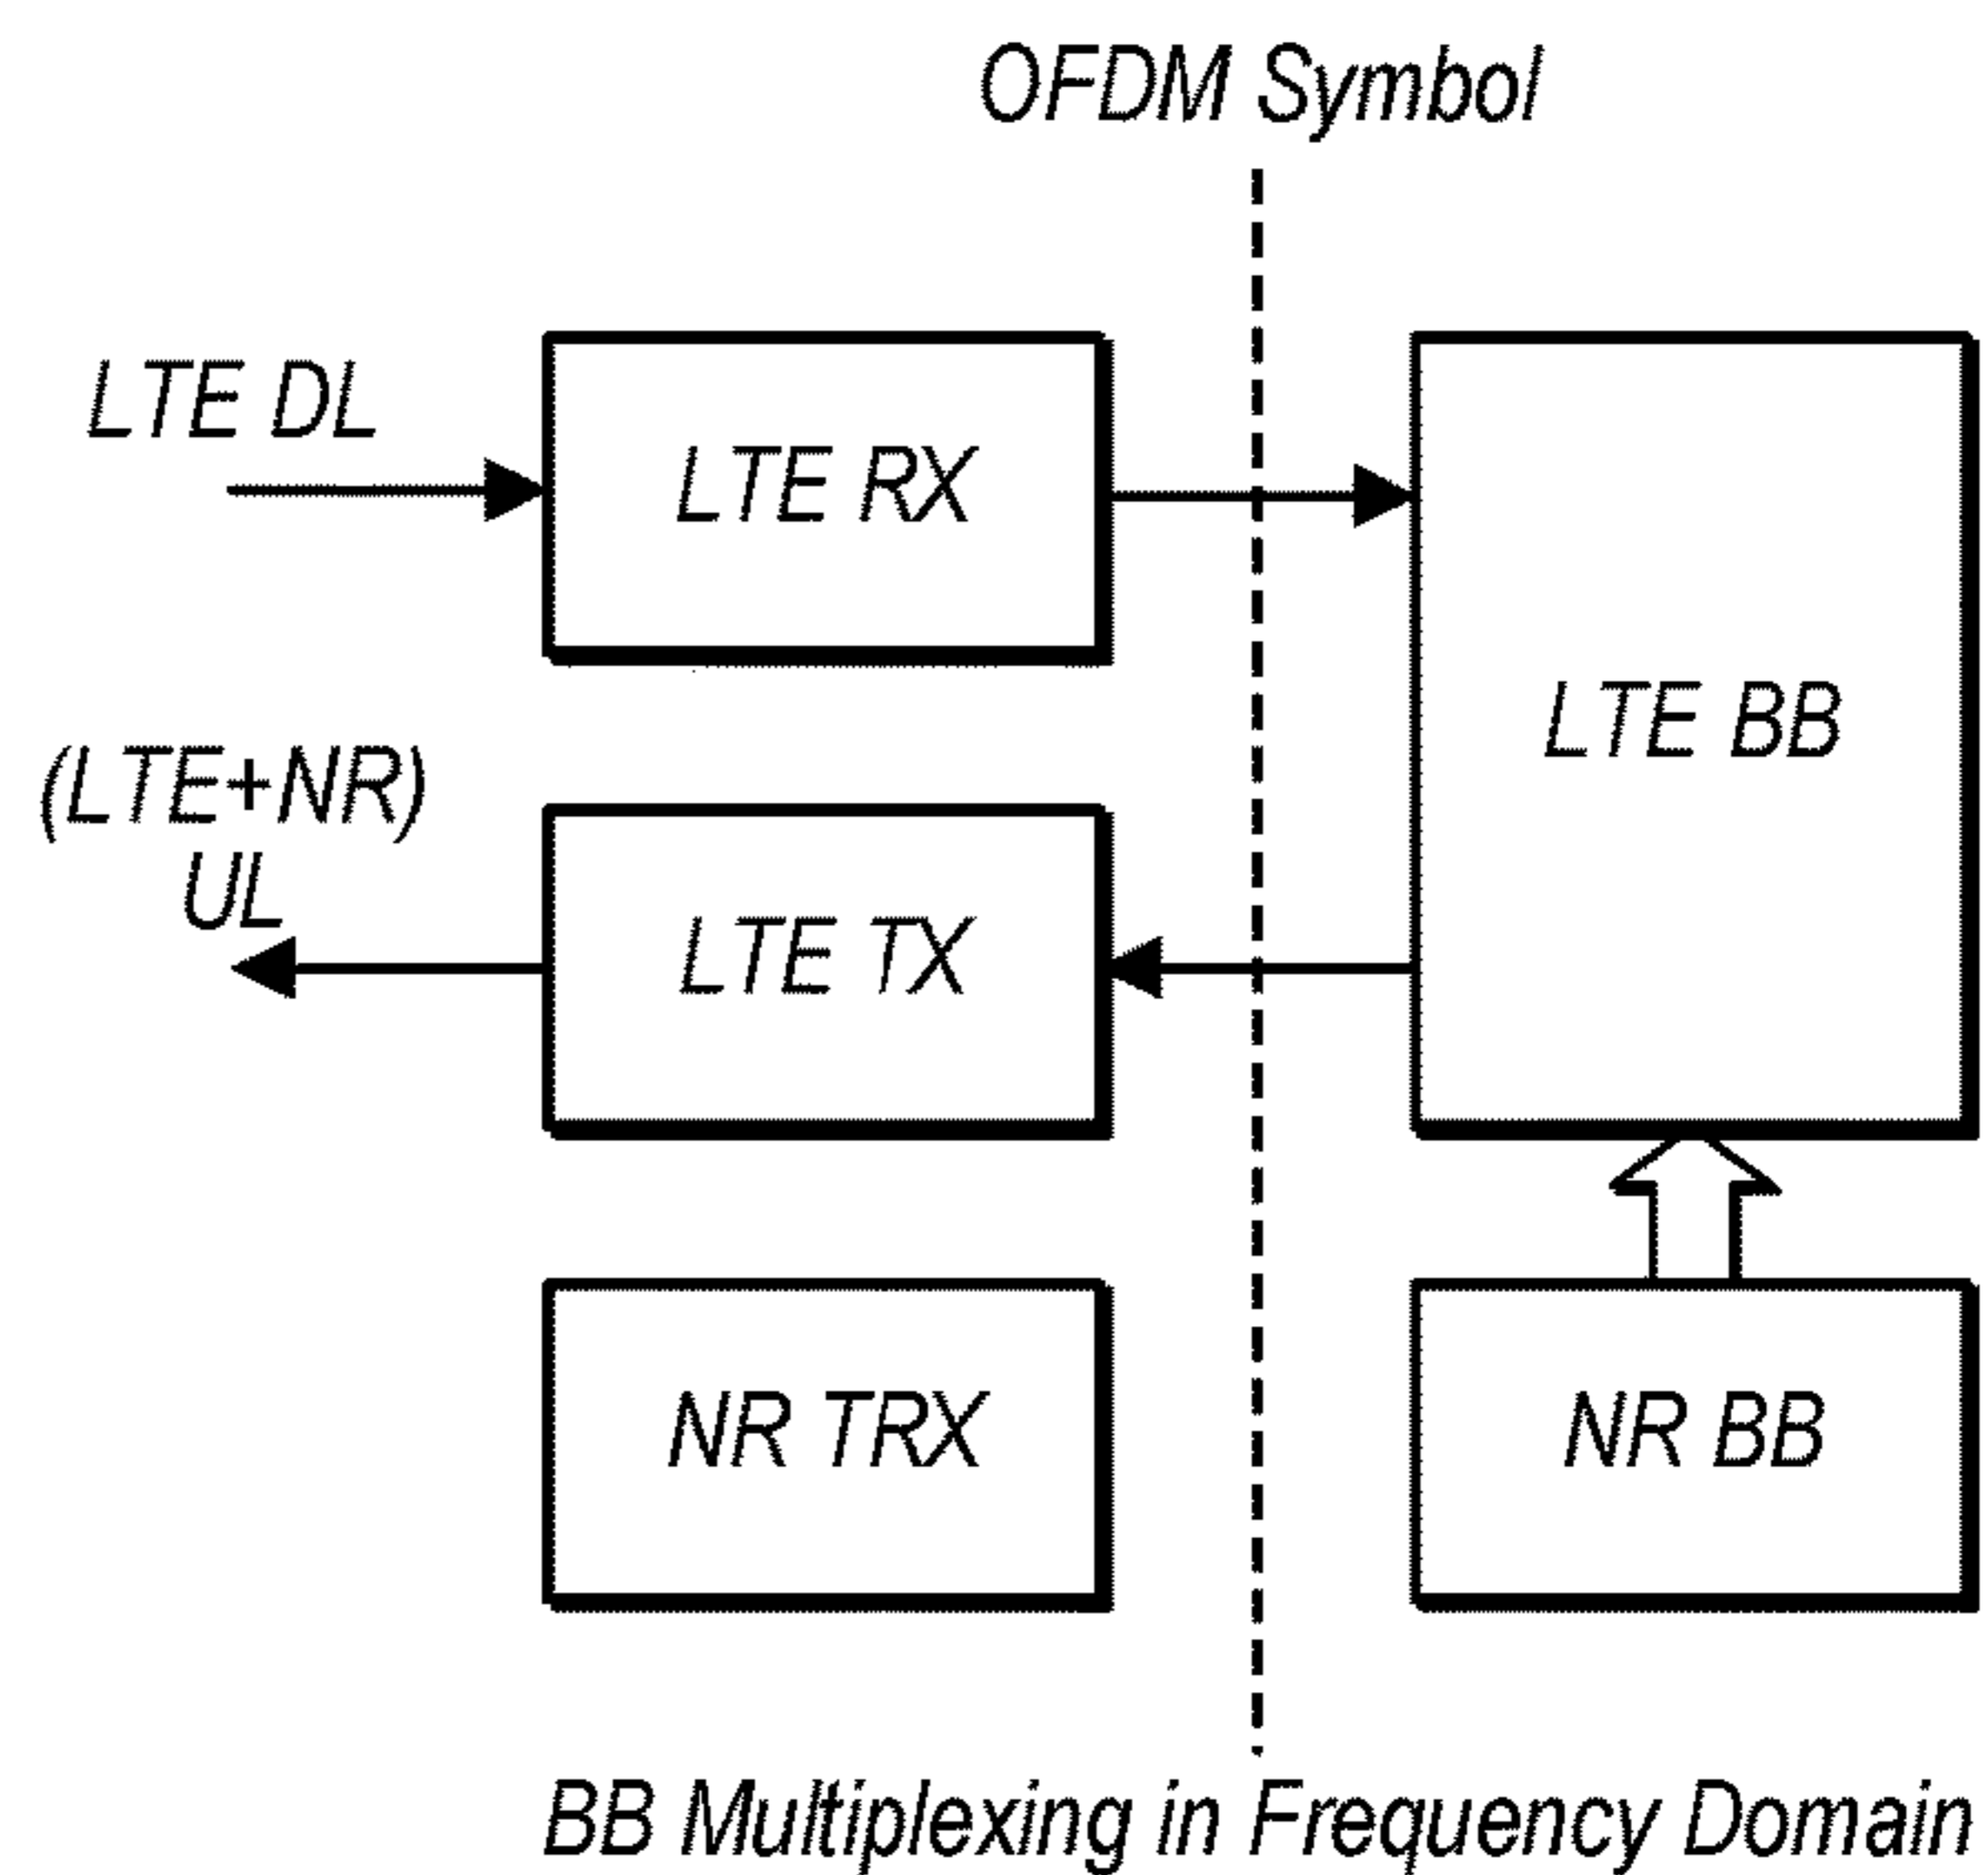 OFDM Symbol
LTE DL
LTE RX
LTE BB
(LTE+NR)
UL
LTE TX
NR TRX
NR BB
BB Multiplexing in Frequency Domain